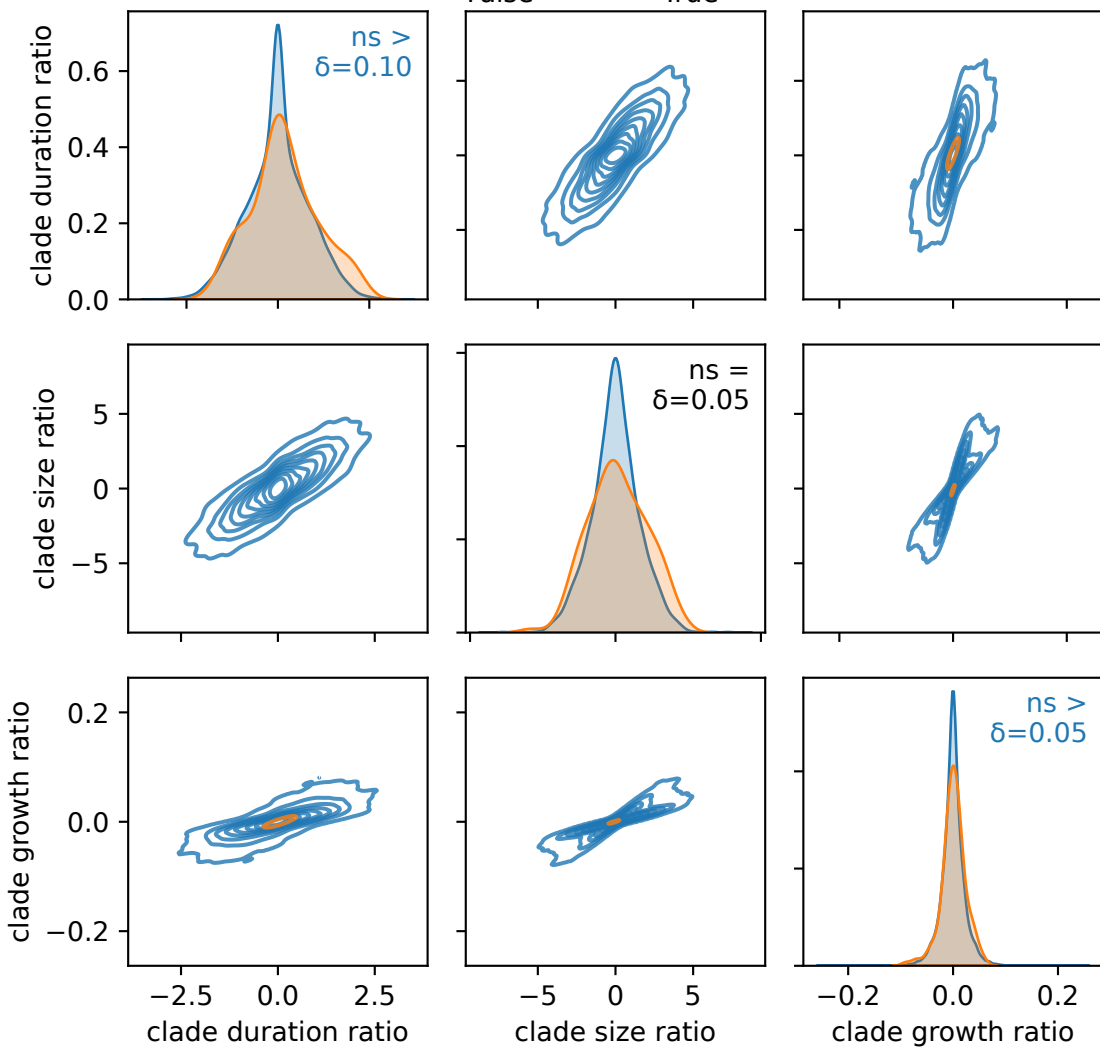 True
clade duration ratio
0.6
0.4
0.2
0.0
ns >
δ=0.10
clade size ratio
5
0
−5
ns =
δ=0.05
clade growth ratio
0.2
0.0
−0.2
ns >
δ=0.05
−2.5 0.0 2.5
−5 0 5
−0.2 0.0 0.2
clade duration ratio
clade size ratio
clade growth ratio